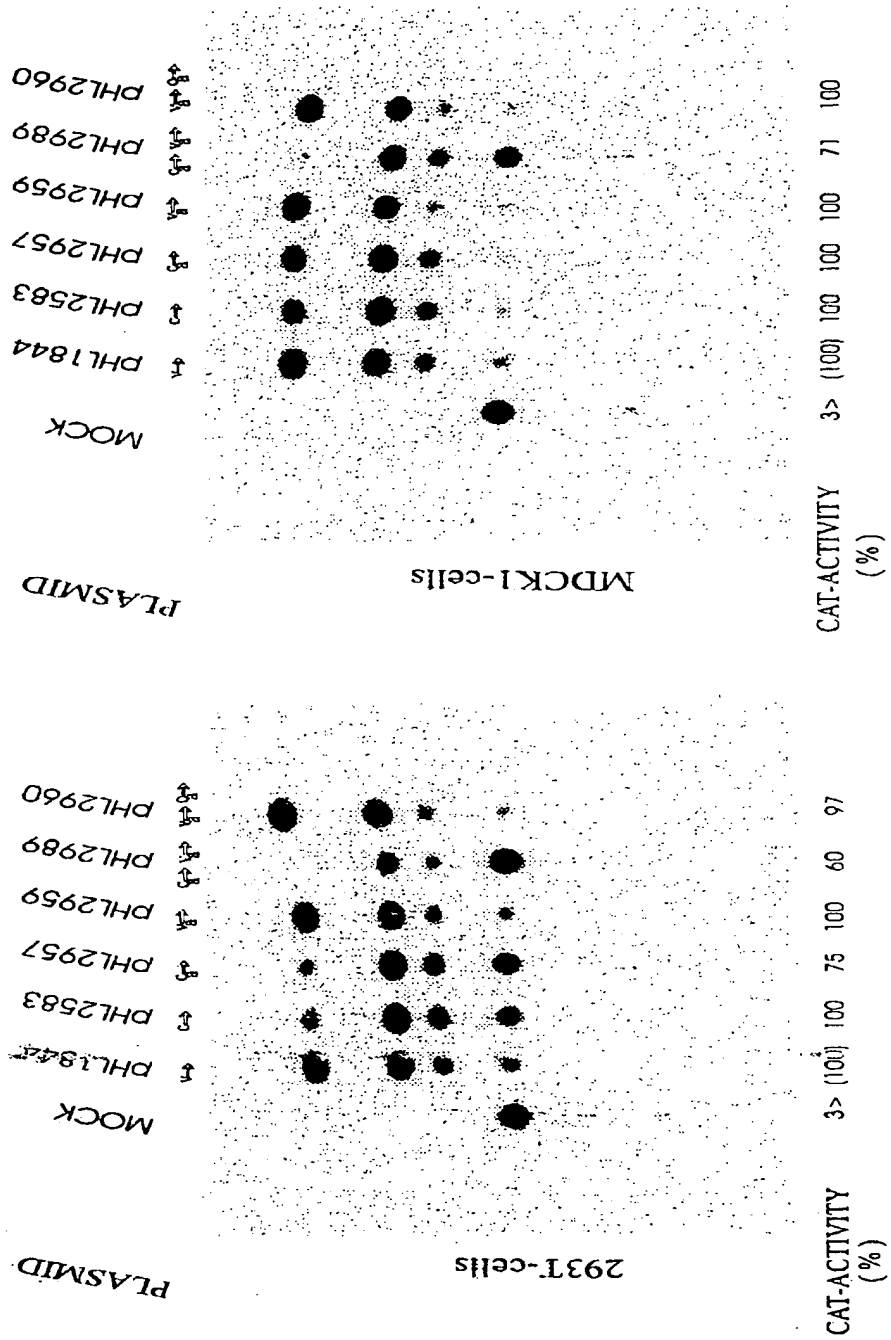 PLASMID
MOCK
pHL1844
pHL2583
pHL2957
pHL2959
pHL2989
pHL2960
MDCK1-cells
CAT-ACTIVITY
(%)
3> (100) 100 100 100 71 100
PLASMID
MOCK
pHL1844
pHL2583
pHL2957
pHL2959
pHL2989
pHL2960
293T-cells
CAT-ACTIVITY
(%)
3> (100) 100 75 100 60 97